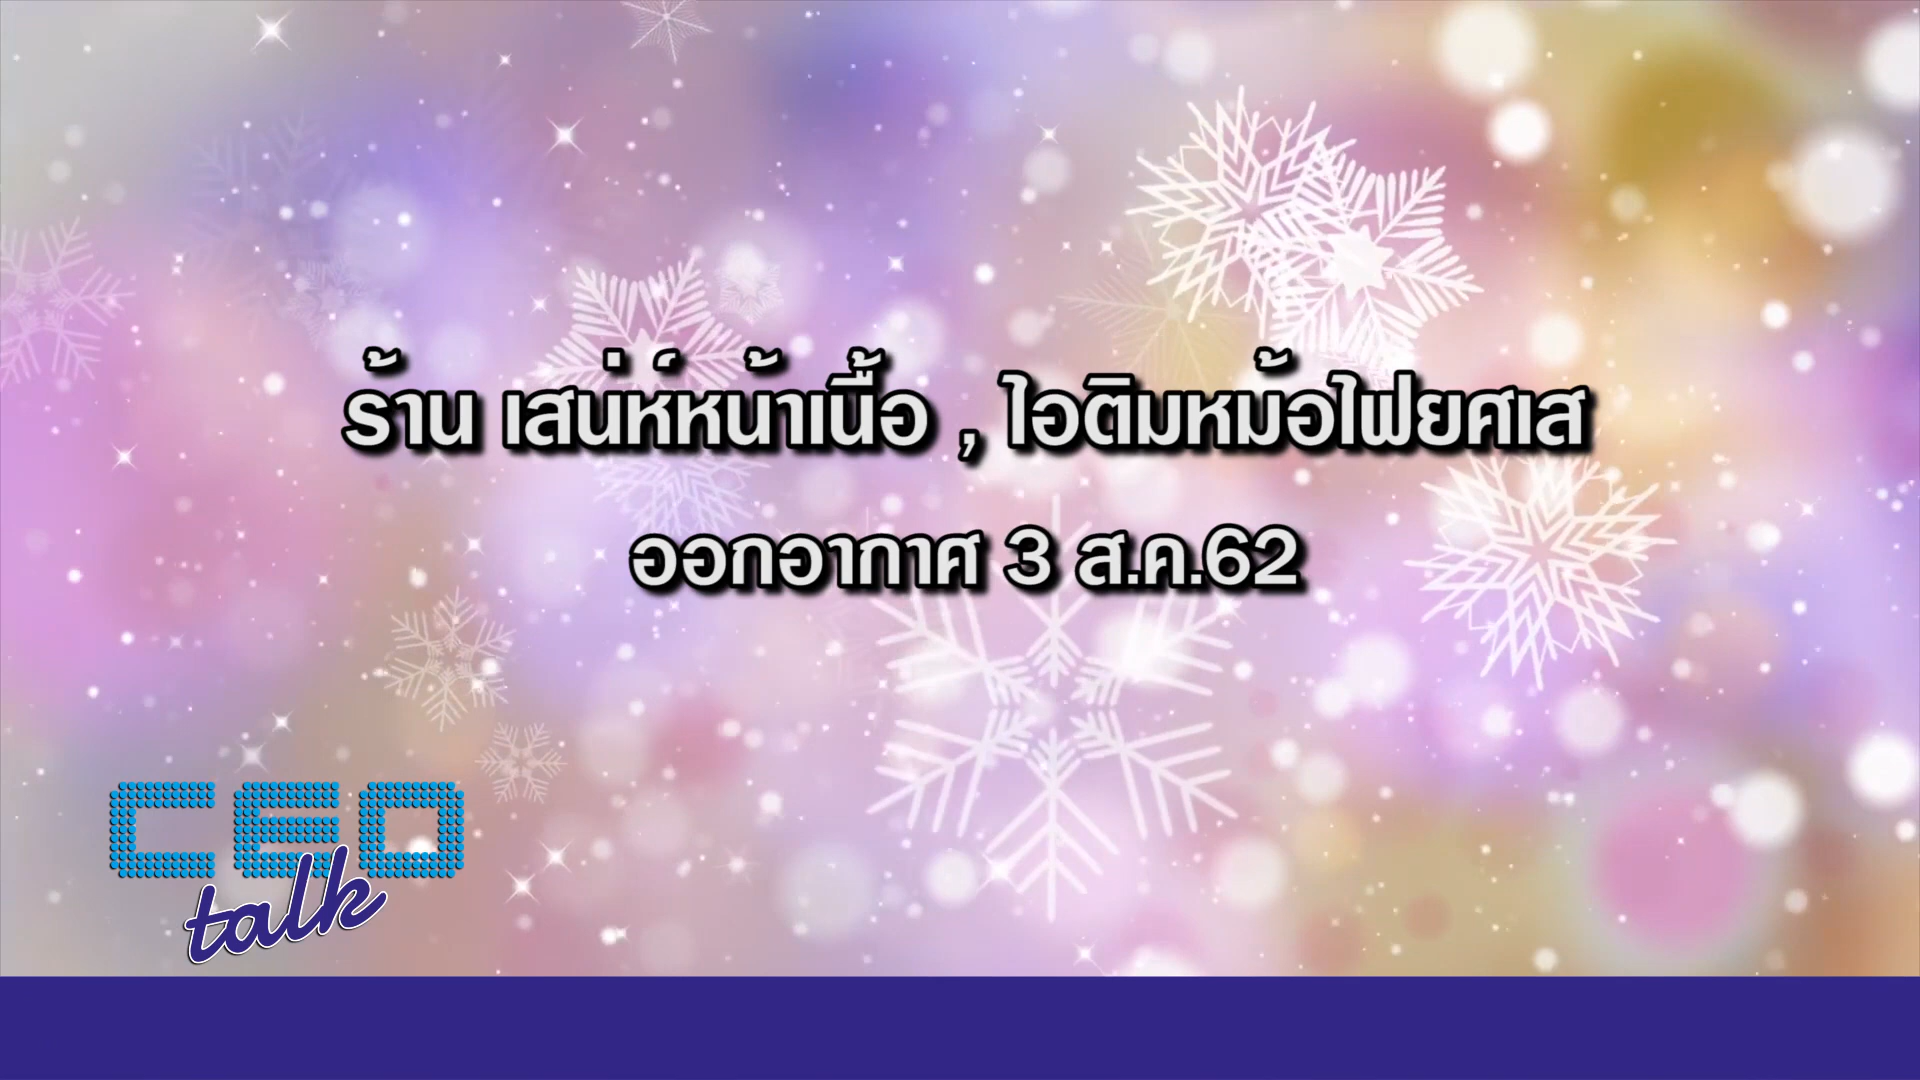 ร้าน เสน่ห์หน้าเนื้อ , ไอติมหม้อไฟยศเส
ออกอากาศ 3 ส.ค.62
CEO
talk